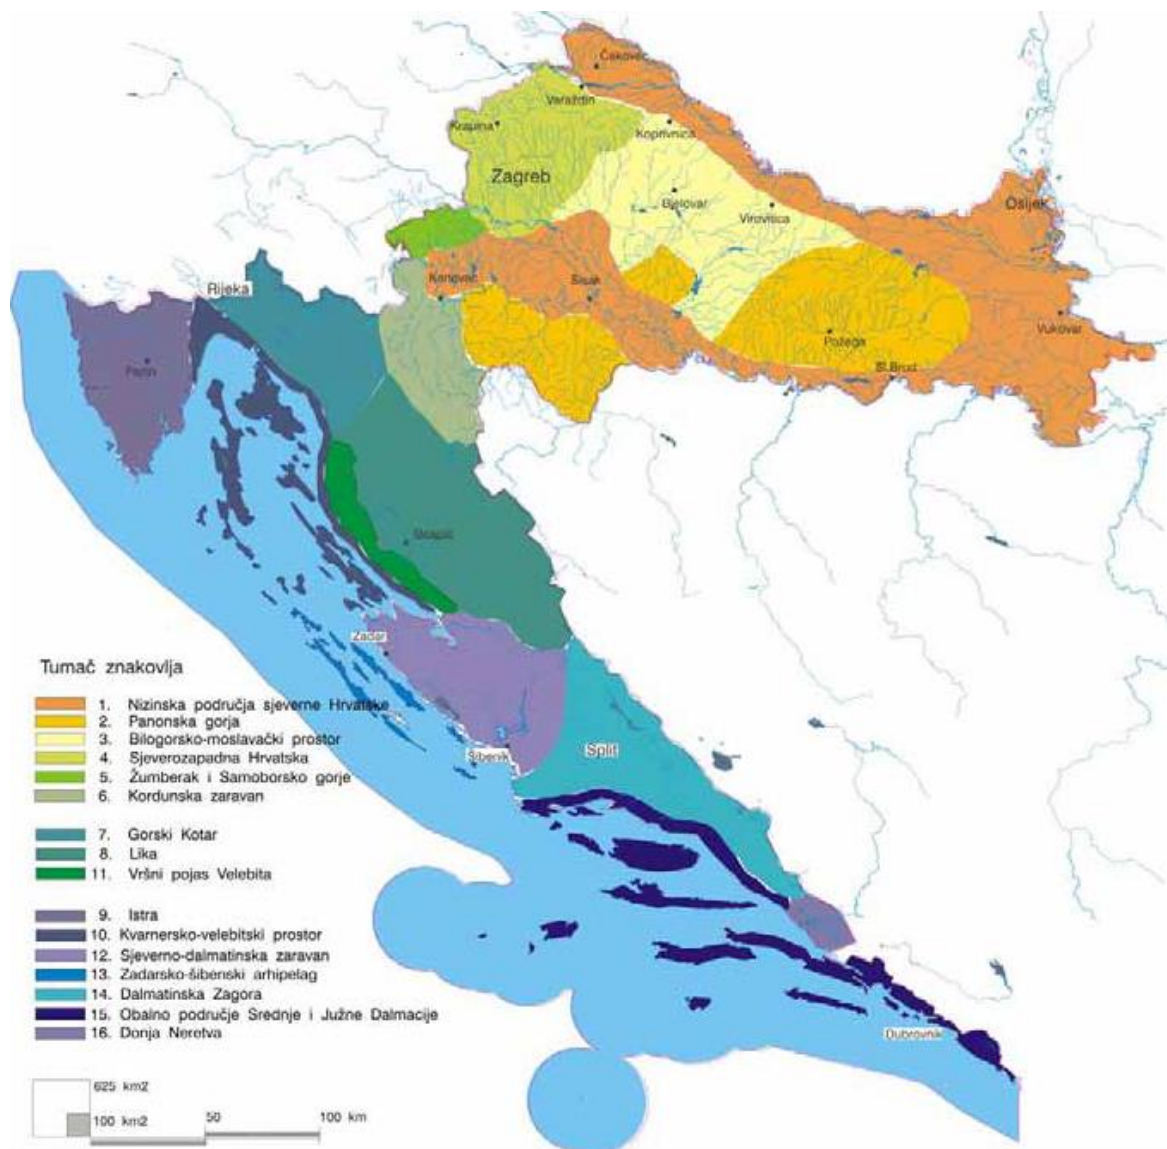 Čakovec
Varaždin
Krapina
Koprivnica
Zagreb
Bjelovar
Virovitica
Osijek
Karlovac
Sisak
Rijeka
Vukovar
Požega
Pazin
Sl.Brod
Gospić
Zadar
Split
Šibenik
Dubrovnik
Tumač znakovlja
1. Nizinska područja sjeverne Hrvatske
2. Panonska gorja
3. Bilogorsko-moslavački prostor
4. Sjeverozapadna Hrvatska
5. Žumberak i Samoborsko gorje
6. Kordunska zaravan
7. Gorski Kotar
8. Lika
11. Vršni pojas Velebita
9. Istra
10. Kvarnersko-velebitski prostor
12. Sjeverno-dalmatinska zaravan
13. Zadarsko-šibenski arhipelag
14. Dalmatinska Zagora
15. Obalno područje Srednje i Južne Dalmacije
16. Donja Neretva
625 km2
100 km2
50
100 km